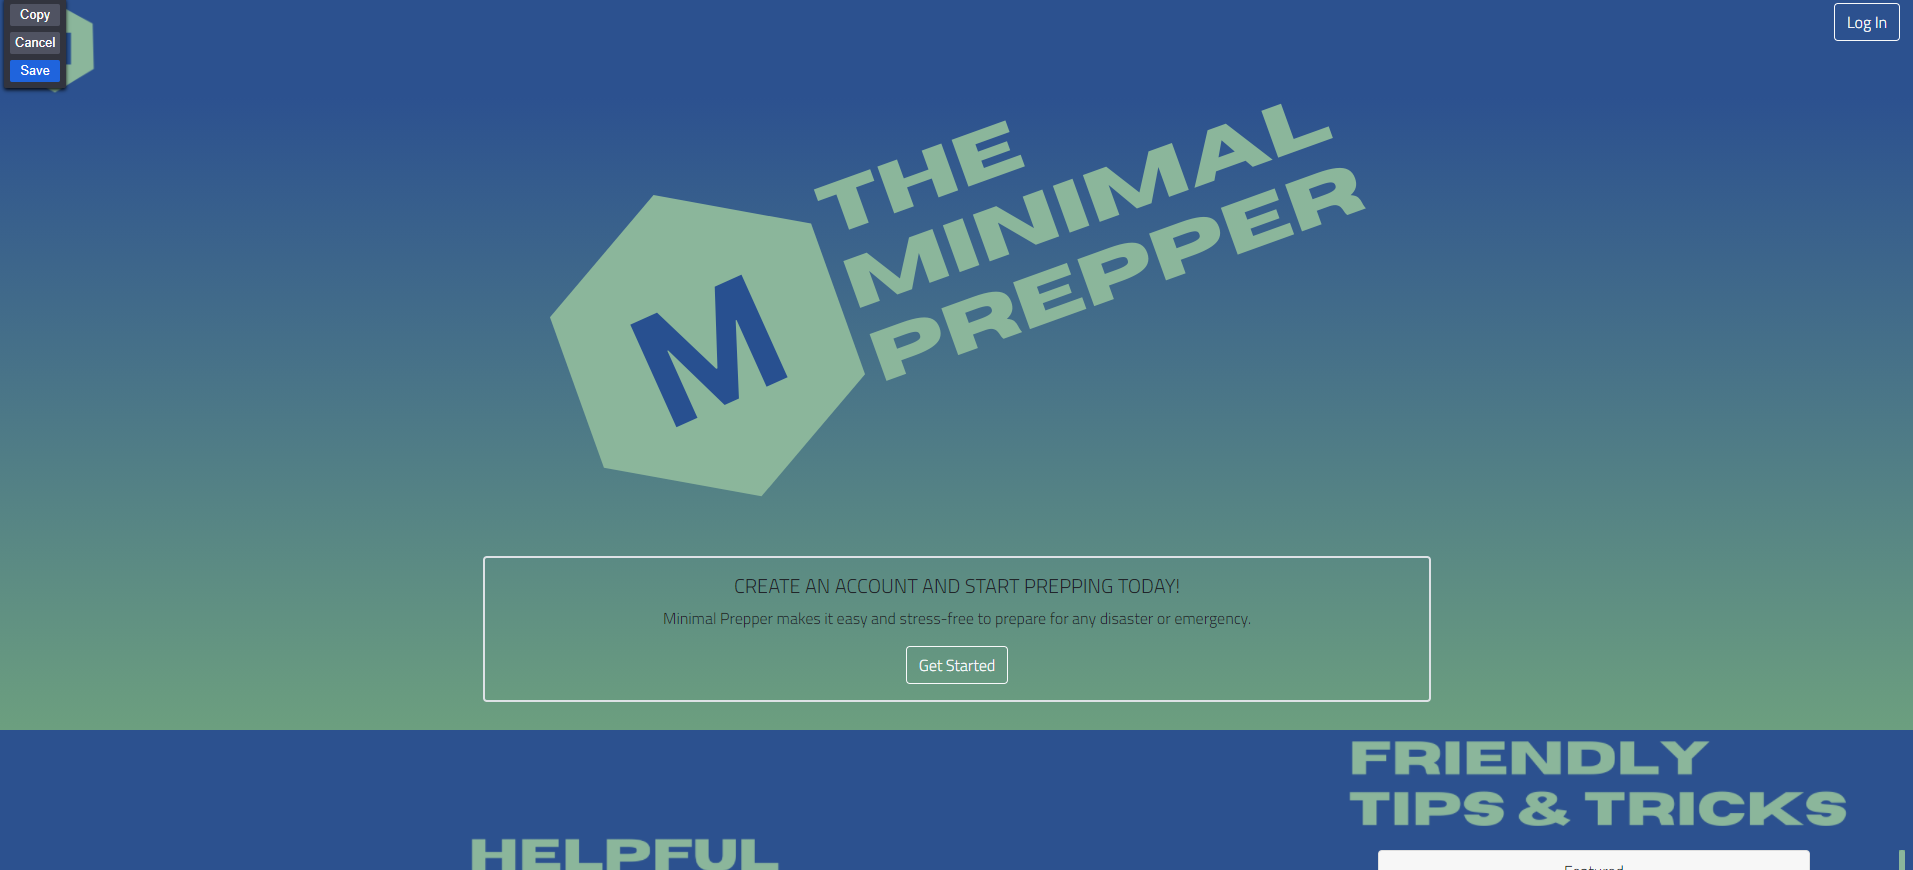 Copy
Cancel
Save
Log In
THE
MINIMAL
PREPPER
M
CREATE AN ACCOUNT AND START PREPPING TODAY!
Minimal Prepper makes it easy and stress-free to prepare for any disaster or emergency.
Get Started
FRIENDLY
TIPS & TRICKS
HELPFUL
Featured